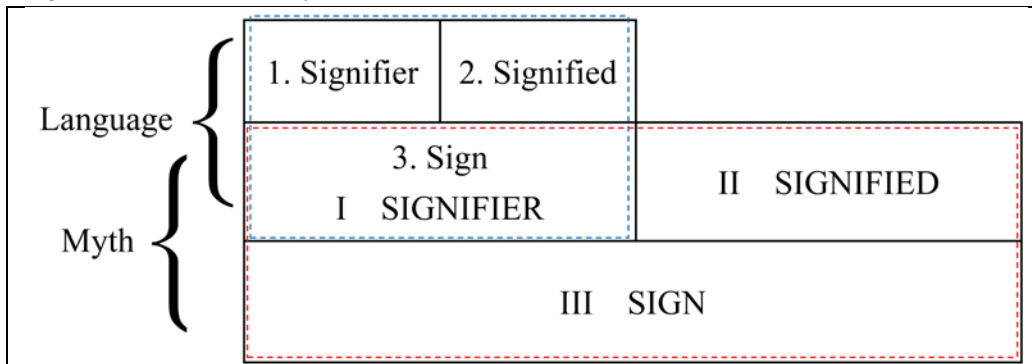 Language
Myth
1. Signifier
2. Signified
3. Sign
I SIGNIFIER
II SIGNIFIED
III SIGN